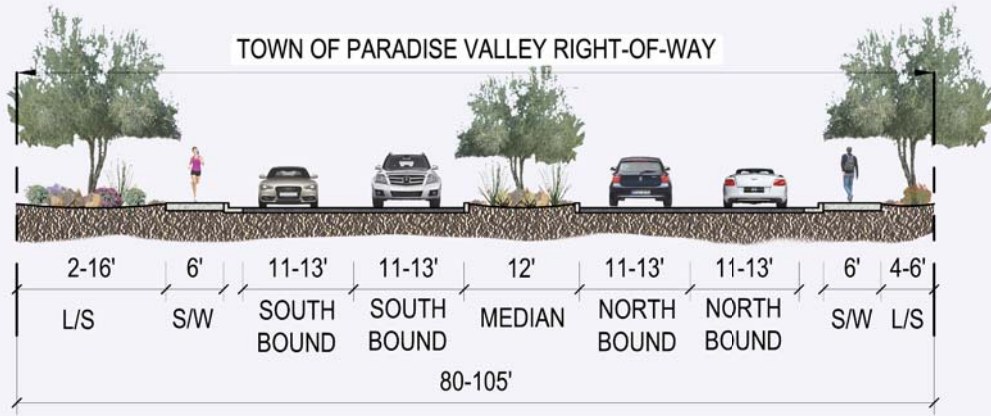 TOWN OF PARADISE VALLEY RIGHT-OF-WAY
2-16' 6' 11-13' 11-13' 12' 11-13' 11-13' 6' 4-6'
L/S S/W SOUTH BOUND SOUTH BOUND MEDIAN NORTH BOUND NORTH BOUND S/W L/S
80-105'